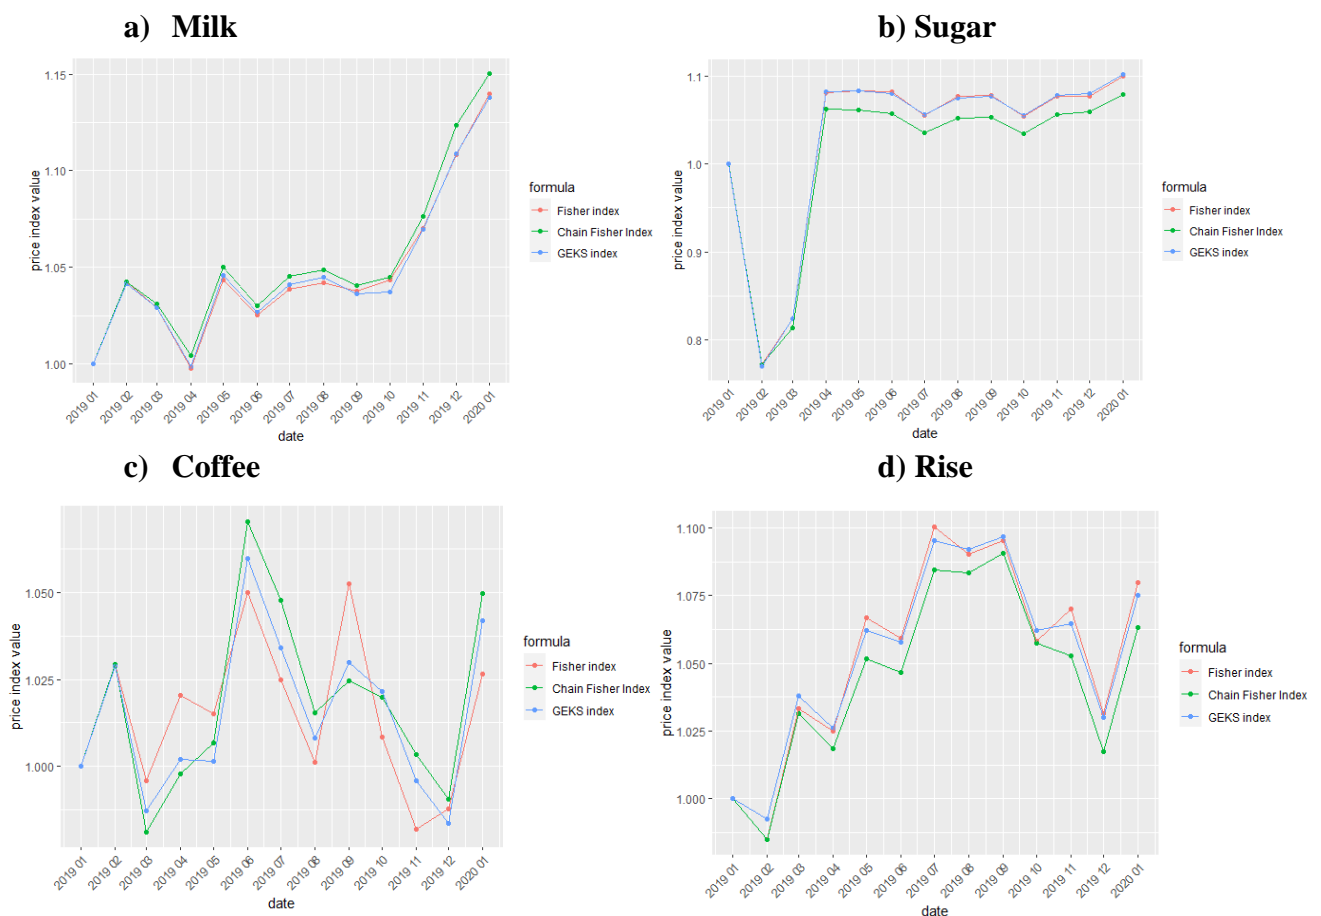 a) Milk
price index value
1.15
1.10
1.05
1.00
2019 01
2019 02
2019 03
2019 04
2019 05
2019 06
2019 07
2019 08
2019 09
2019 10
2019 11
2019 12
2020 01
date
formula
Fisher index
Chain Fisher Index
GEKS index
b) Sugar
price index value
1.1
1.0
0.9
0.8
2019 01
2019 02
2019 03
2019 04
2019 05
2019 06
2019 07
2019 08
2019 09
2019 10
2019 11
2019 12
2020 01
date
formula
Fisher index
Chain Fisher Index
GEKS index
c) Coffee
price index value
1.050
1.025
1.000
2019 01
2019 02
2019 03
2019 04
2019 05
2019 06
2019 07
2019 08
2019 09
2019 10
2019 11
2019 12
2020 01
date
formula
Fisher index
Chain Fisher Index
GEKS index
d) Rise
price index value
1.100
1.075
1.050
1.025
1.000
2019 01
2019 02
2019 03
2019 04
2019 05
2019 06
2019 07
2019 08
2019 09
2019 10
2019 11
2019 12
2020 01
date
formula
Fisher index
Chain Fisher Index
GEKS index